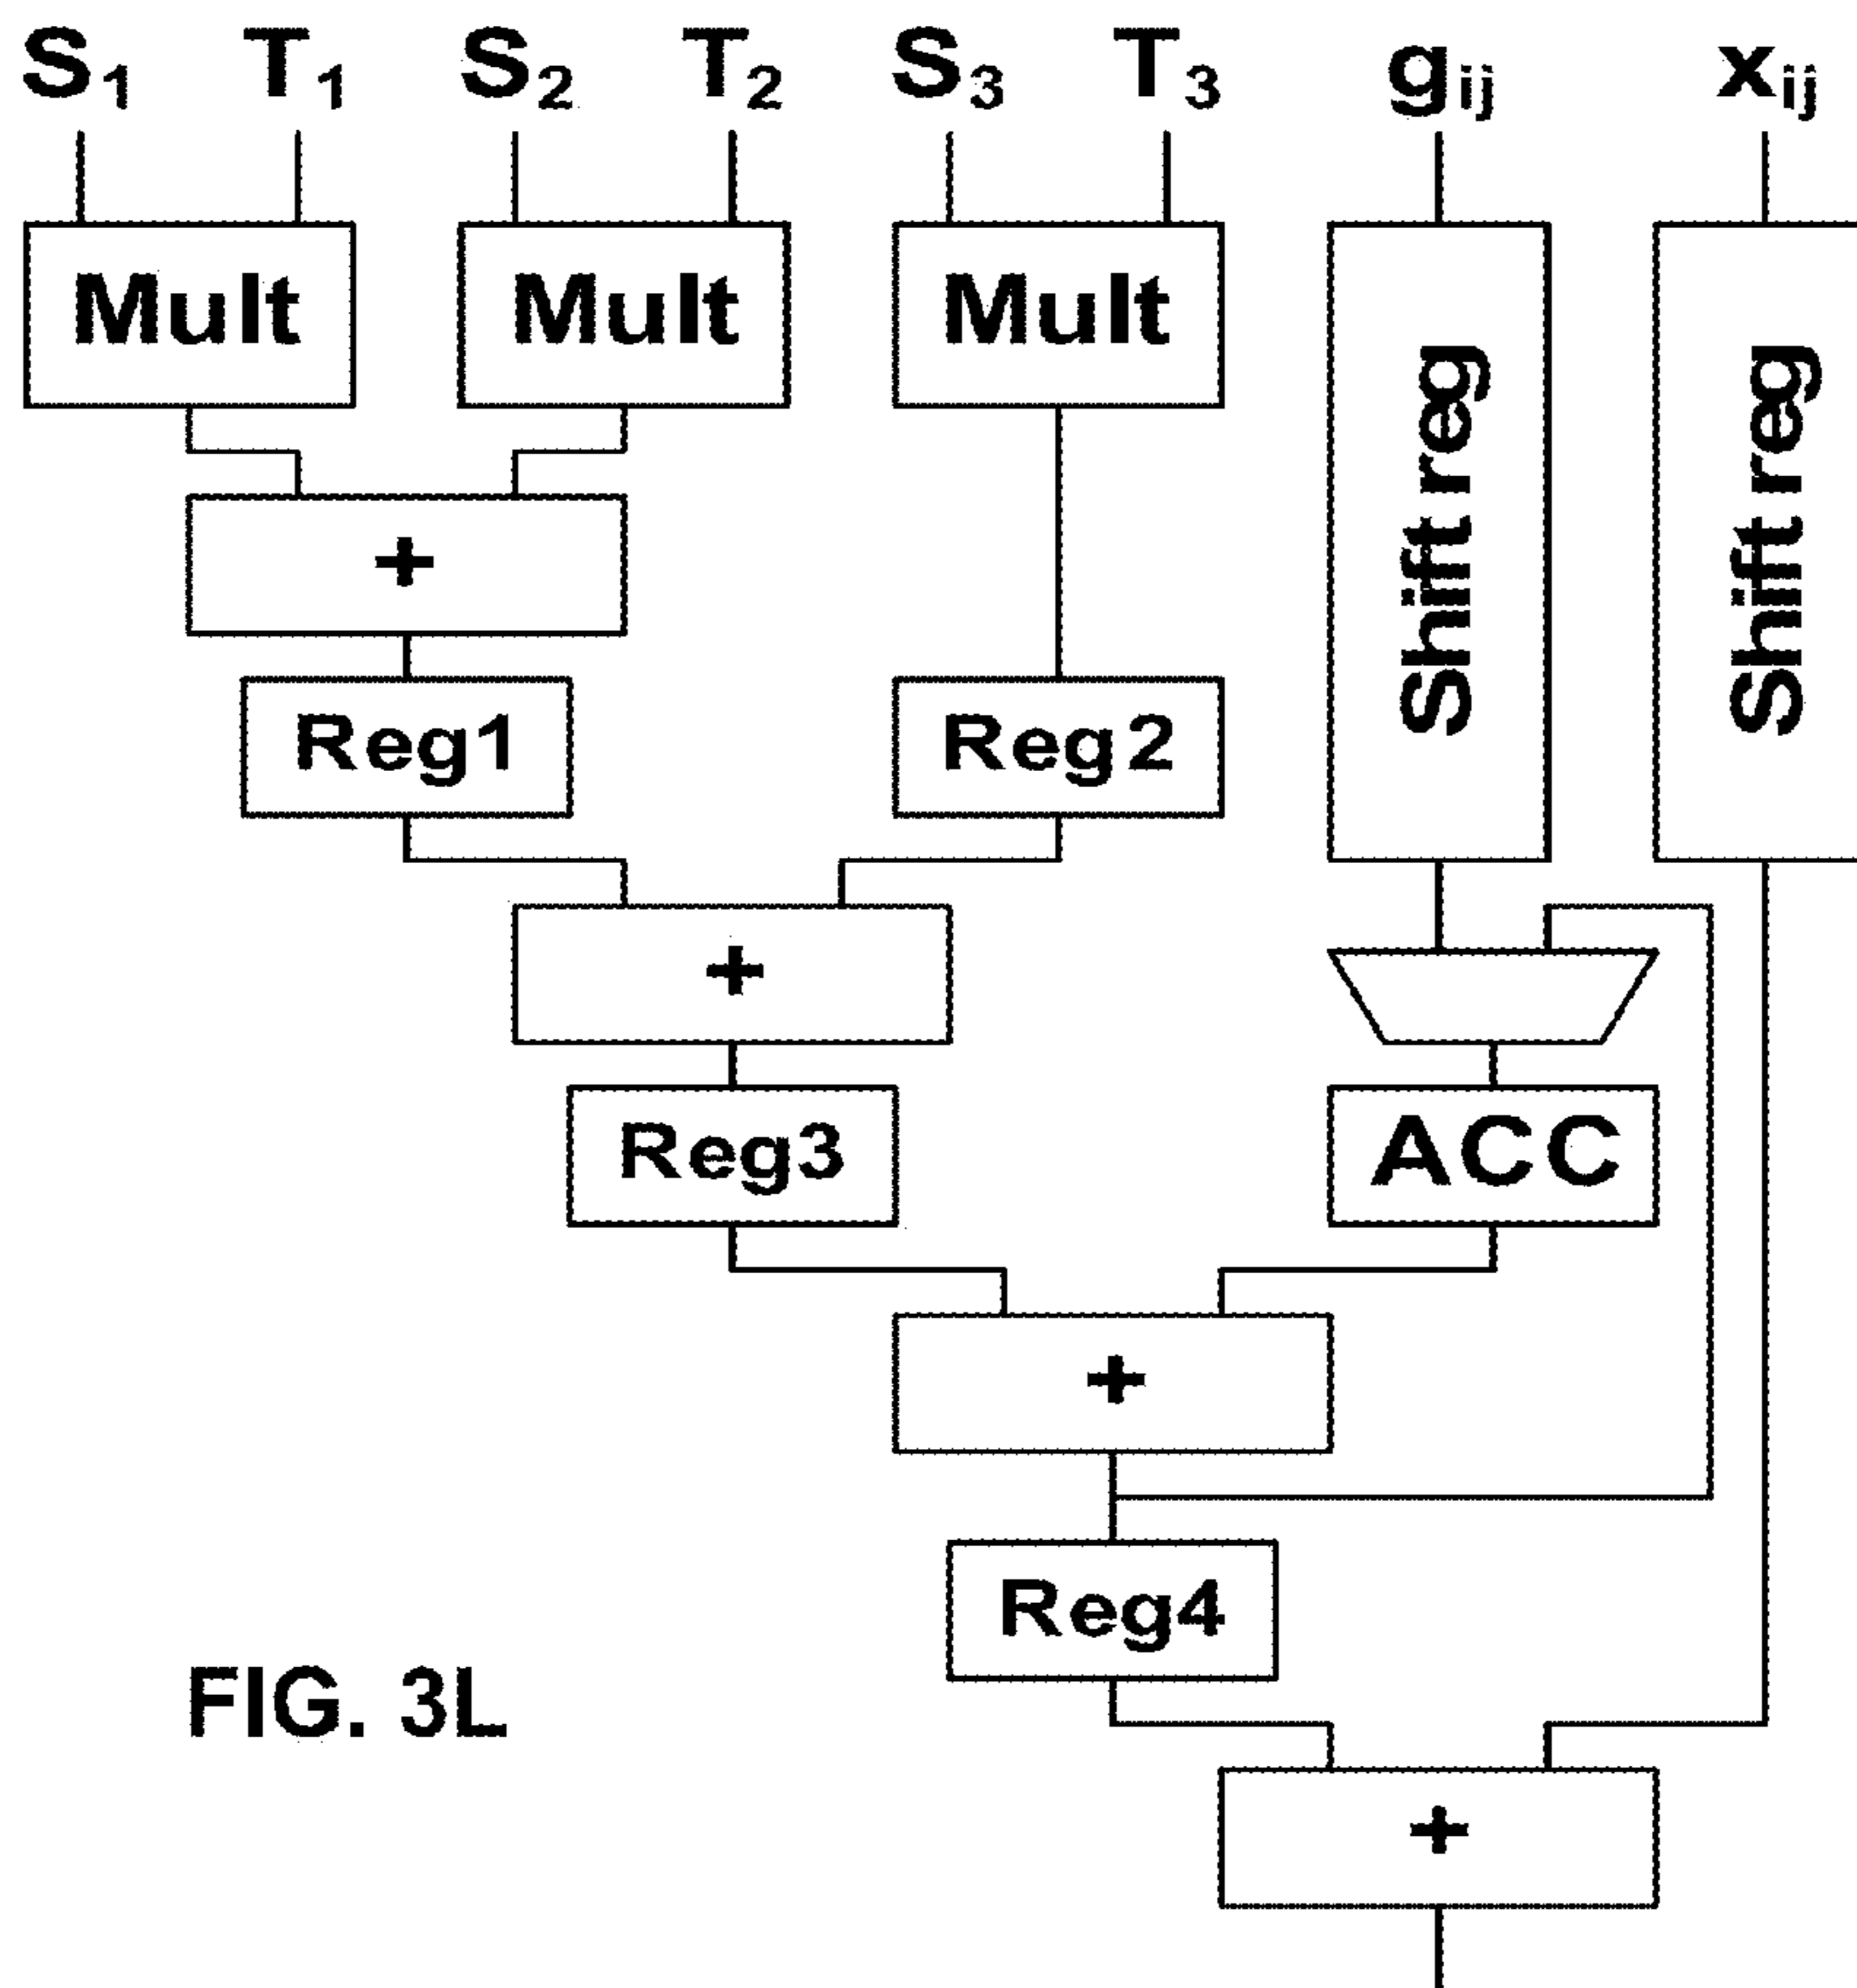 S₁ T₁ S₂ T₂ S₃ T₃ gᵢⱼ xᵢⱼ
Mult Mult Mult
Shift reg
Shift reg
+
Reg1 Reg2
+
Reg3 ACC
+
Reg4
FIG. 3L
+